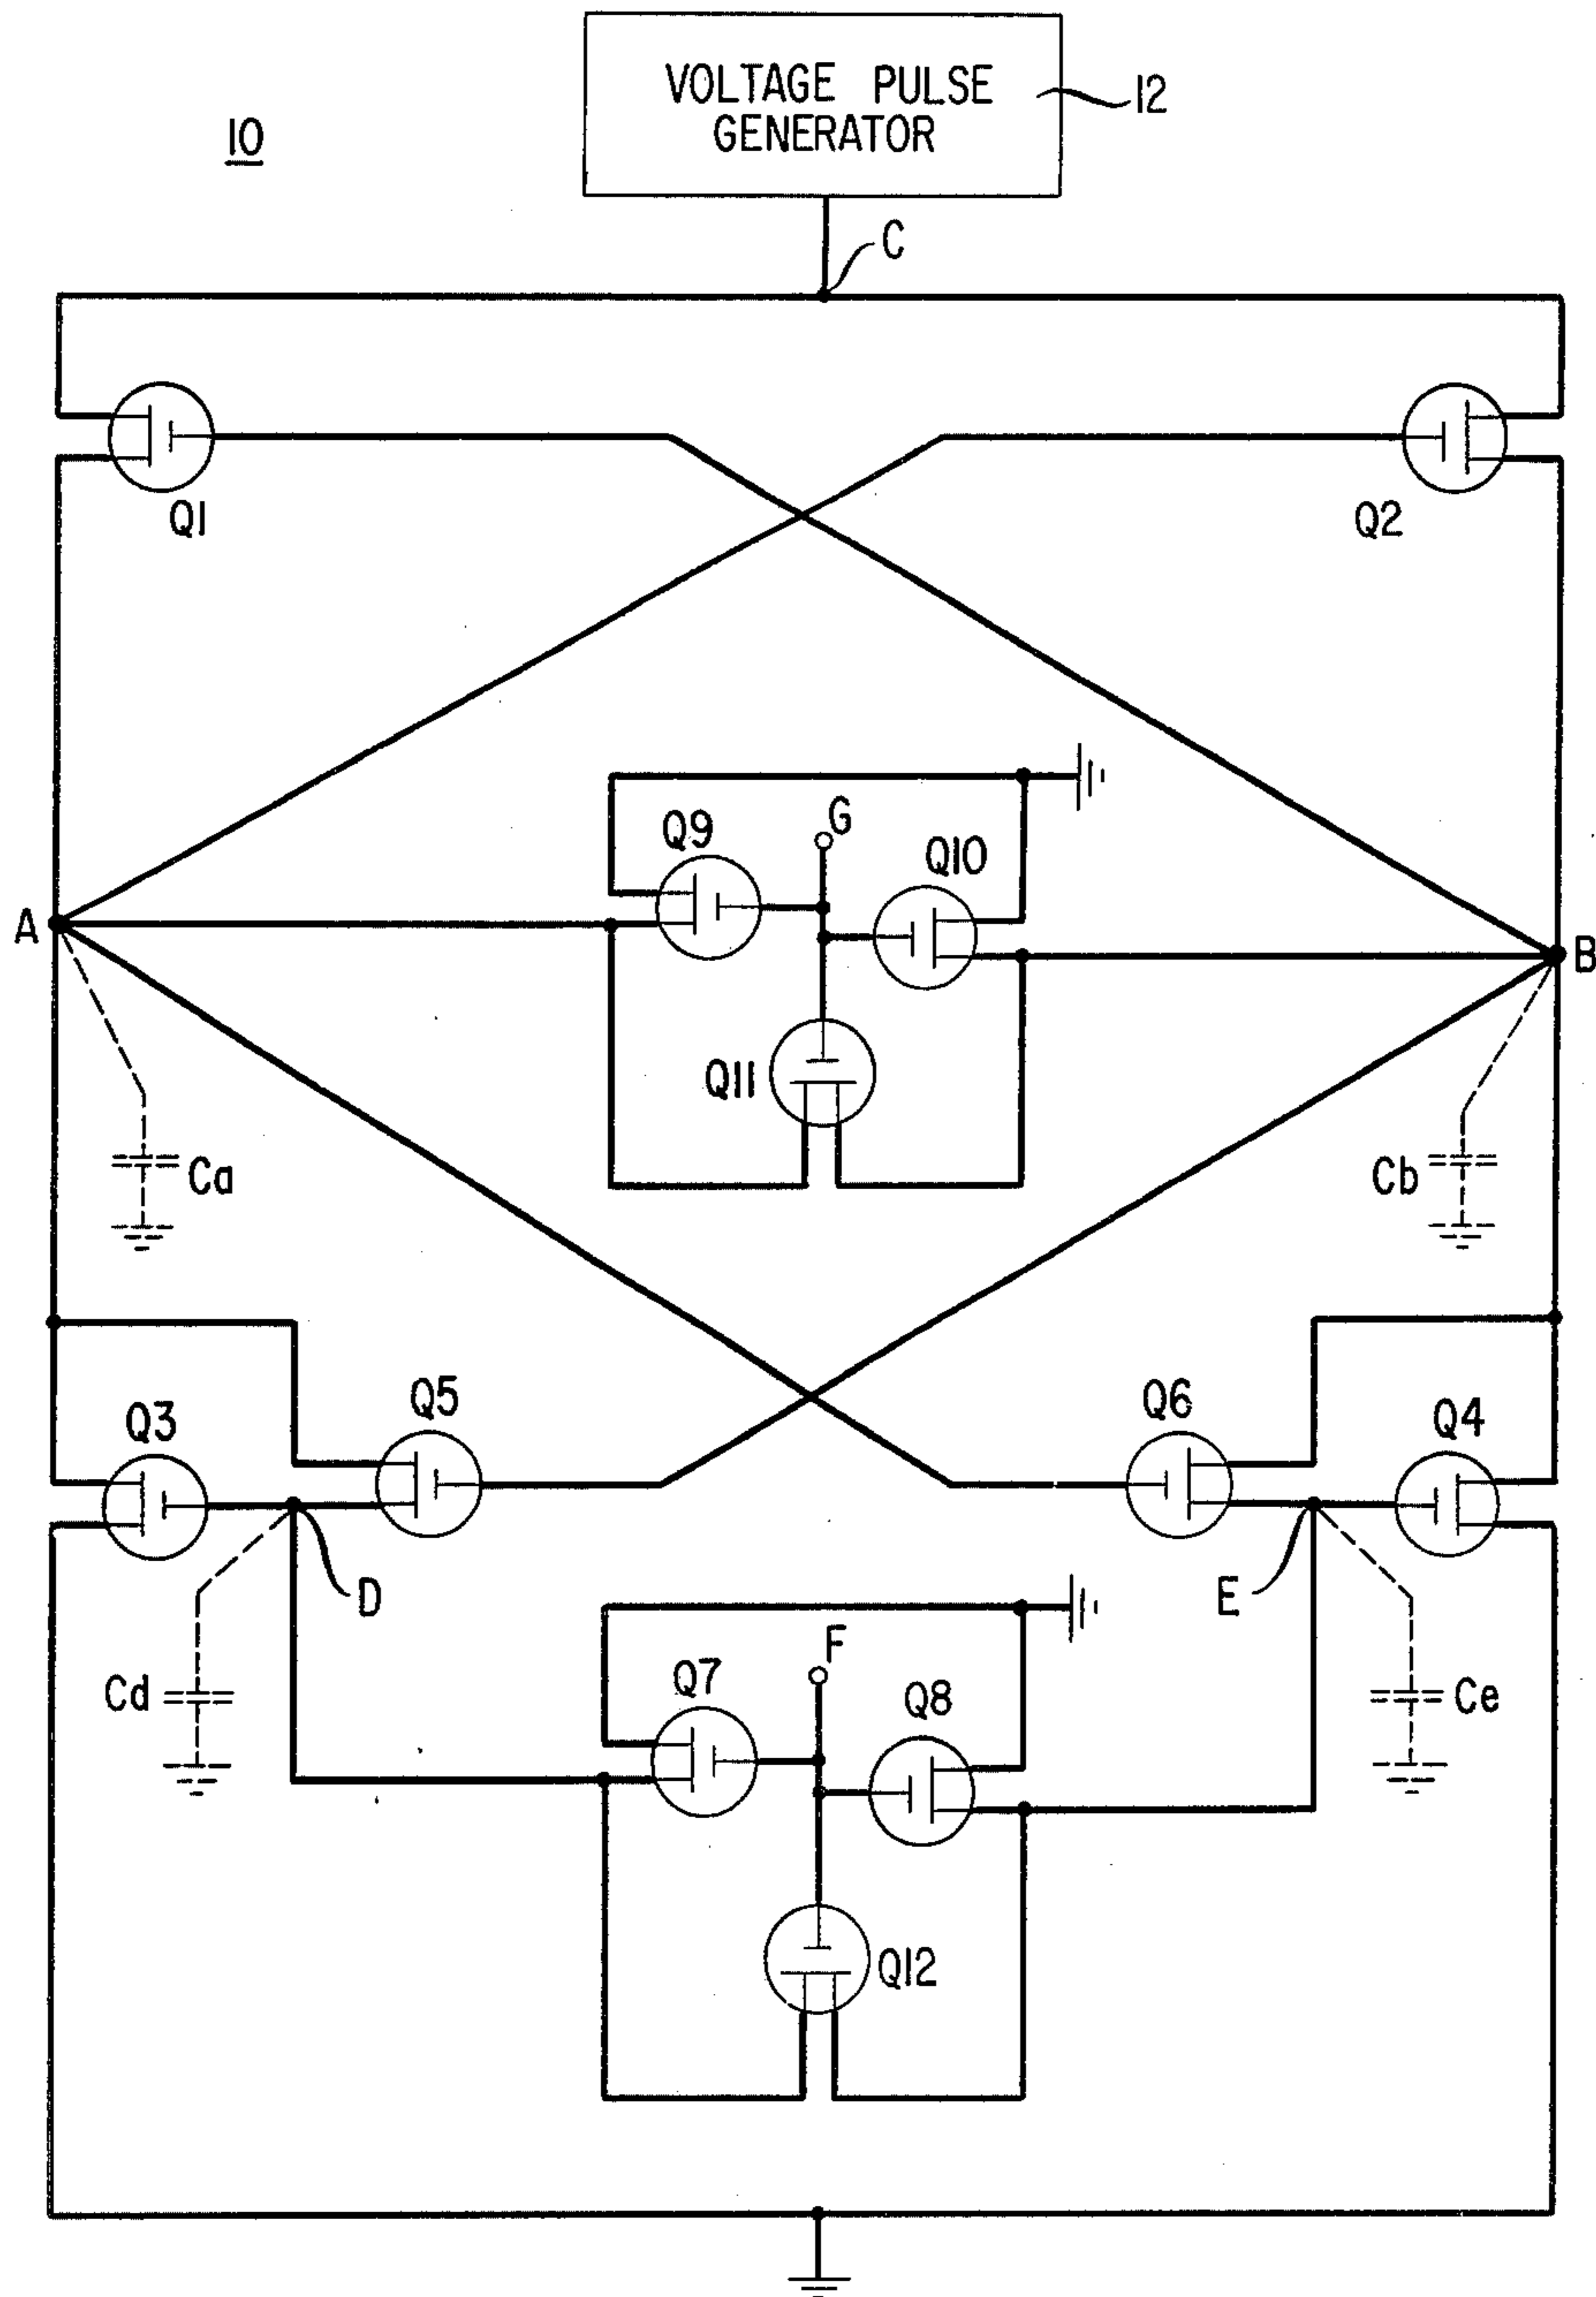 VOLTAGE PULSE
GENERATOR
12
10
C
Q1
Q2
Q9
G
Q10
A
B
Q11
Ca
Cb
Q3
Q5
Q6
Q4
D
E
F
Cd
Q7
Q8
Ce
Q12